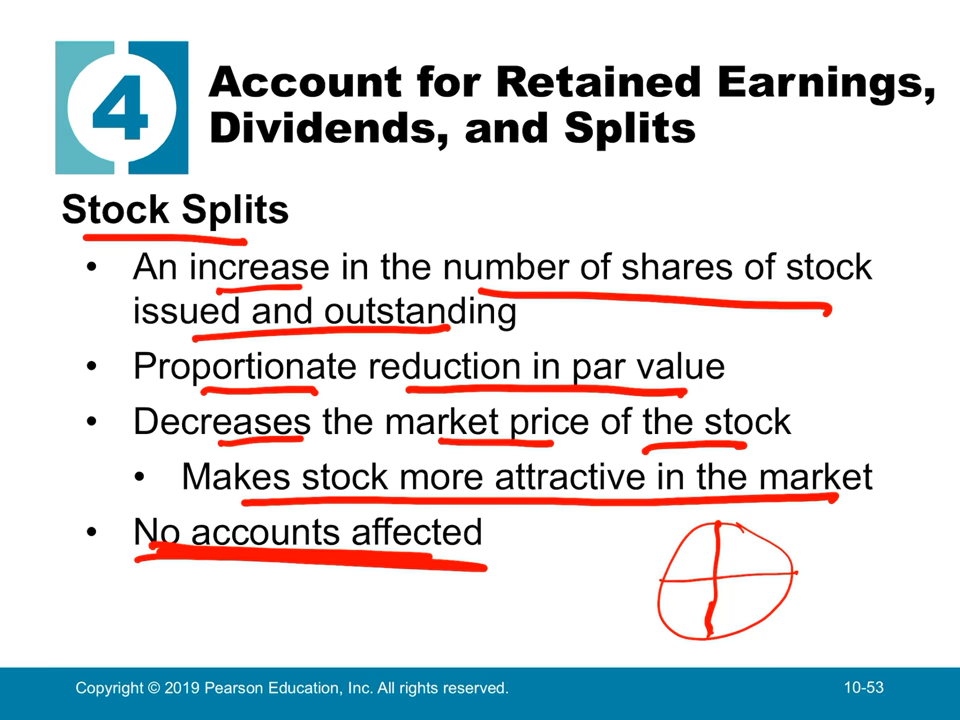 4
Account for Retained Earnings,
Dividends, and Splits
Stock Splits
• An increase in the number of shares of stock
issued and outstanding
• Proportionate reduction in par value
• Decreases the market price of the stock
• Makes stock more attractive in the market
• No accounts affected
Copyright © 2019 Pearson Education, Inc. All rights reserved.
10-53